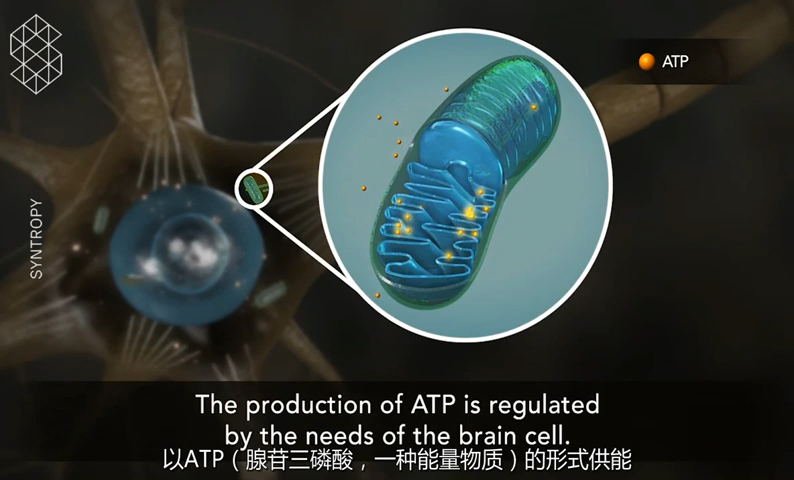 ATP
SYNTROPY
The production of ATP is regulated
by the needs of the brain cell.
以ATP（腺苷三磷酸，一种能量物质）的形式供能